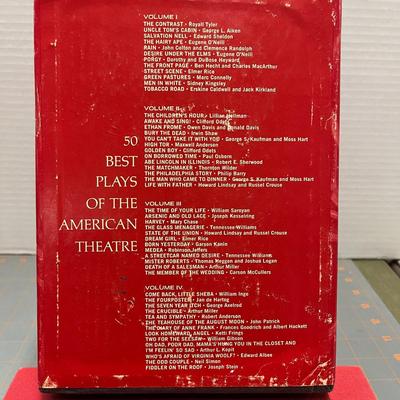 VOLUME I
THE CONTRAST • Royall Tyler
UNCLE TOM'S CABIN • George L. Aiken
SALVATION NELL • Edward Sheldon
THE HAIRY APE • Eugene O'Neill
RAIN • John Colton and Clemence Randolph
DESIRE UNDER THE ELMS • Eugene O'Neill
PORGY • Dorothy and DuBose Heyward
THE FRONT PAGE • Ben Hecht and Charles MacArthur
STREET SCENE • Elmer Rice
GREEN PASTURES • Marc Connelly
MEN IN WHITE • Sidney Kingsley
TOBACCO ROAD • Erskine Caldwell and Jack Kirkland
VOLUME II
THE CHILDREN'S HOUR • Lillian Hellman
AWAKE AND SING! • Clifford Odets
ETHAN FROME • Owen Davis and Donald Davis
BURY THE DEAD • Irwin Shaw
YOU CAN'T TAKE IT WITH YOU • George S. Kaufman and Moss Hart
HIGH TOR • Maxwell Anderson
GOLDEN BOY • Clifford Odets
ON BORROWED TIME • Paul Osborn
ABE LINCOLN IN ILLINOIS • Robert E. Sherwood
THE MATCHMAKER • Thornton Wilder
THE PHILADELPHIA STORY • Philip Barry
THE MAN WHO CAME TO DINNER • George S. Kaufman and Moss Hart
LIFE WITH FATHER • Howard Lindsay and Russel Crouse
50
BEST
PLAYS
OF THE
AMERICAN
THEATRE
VOLUME III
THE TIME OF YOUR LIFE • William Saroyan
ARSENIC AND OLD LACE • Joseph Kesselring
HARVEY • Mary Chase
THE GLASS MENAGERIE • Tennessee Williams
STATE OF THE UNION • Howard Lindsay and Russel Crouse
DREAM GIRL • Elmer Rice
BORN YESTERDAY • Garson Kanin
MEDEA • Robinson Jeffers
A STREETCAR NAMED DESIRE • Tennessee Williams
MISTER ROBERTS • Thomas Heggen and Joshua Logan
DEATH OF A SALESMAN • Arthur Miller
THE MEMBER OF THE WEDDING • Carson McCullers
VOLUME IV
COME BACK, LITTLE SHEBA • William Inge
THE FOURPOSTER • Jan de Hartog
THE SEVEN YEAR ITCH • George Axelrod
THE CRUCIBLE • Arthur Miller
TEA AND SYMPATHY • Robert Anderson
THE TEAHOUSE OF THE AUGUST MOON • John Patrick
THE DIARY OF ANNE FRANK • Frances Goodrich and Albert Hackett
LOOK HOMEWARD, ANGEL • Ketti Frings
TWO FOR THE SEESAW • William Gibson
OH DAD, POOR DAD, MAMA'S HUNG YOU IN THE CLOSET AND
I'M FEELIN' SO SAD • Arthur L. Kopit
WHO'S AFRAID OF VIRGINIA WOOLF? • Edward Albee
THE ODD COUPLE • Neil Simon
FIDDLER ON THE ROOF • Joseph Stein